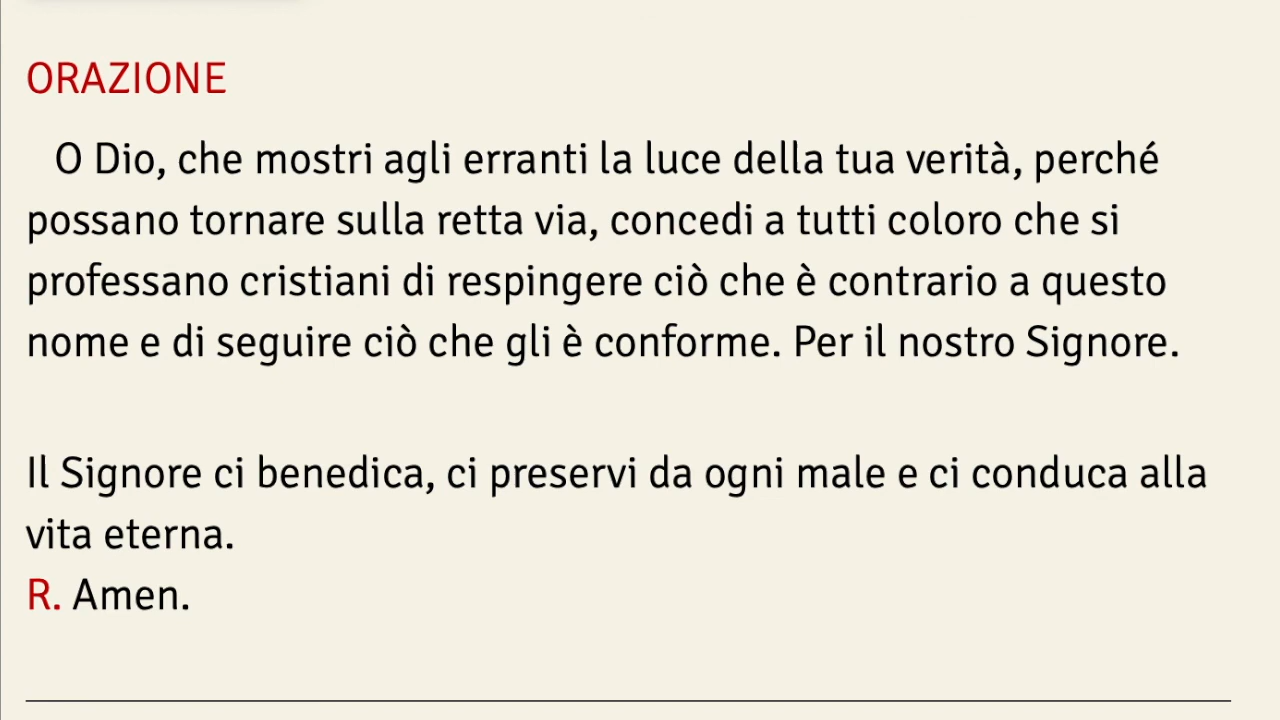 ORAZIONE
O Dio, che mostri agli erranti la luce della tua verità, perché
possano tornare sulla retta via, concedi a tutti coloro che si
professano cristiani di respingere ciò che è contrario a questo
nome e di seguire ciò che gli è conforme. Per il nostro Signore.
Il Signore ci benedica, ci preservi da ogni male e ci conduca alla
vita eterna.
R. Amen.